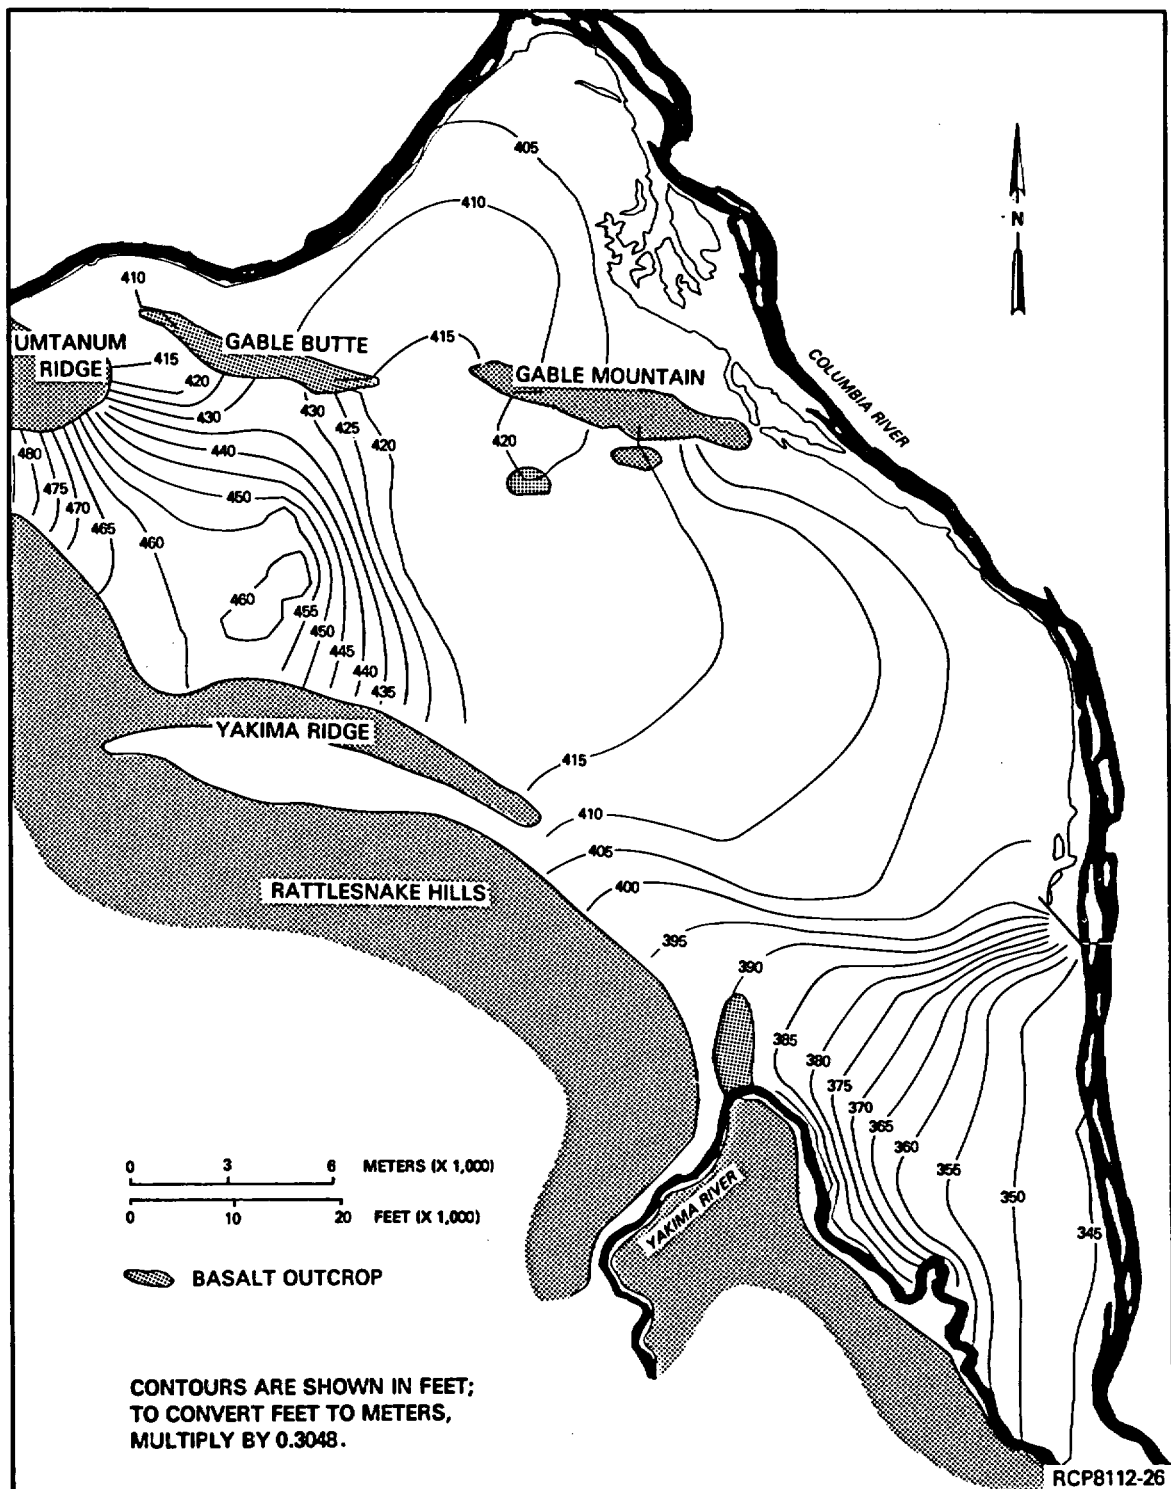 405
N
410
410
COLUMBIA RIVER
UMTANUM
RIDGE
GABLE BUTTE
415
415
GABLE MOUNTAIN
420
430
430
425
420
420
440
480
450
475
470
465
460
460
455
450
445
440
435
YAKIMA RIDGE
415
410
405
RATTLESNAKE HILLS
400
395
390
385
380
375
370
365
360
355
350
345
YAKIMA RIVER
0 3 6 METERS (X 1,000)
0 10 20 FEET (X 1,000)
BASALT OUTCROP
CONTOURS ARE SHOWN IN FEET;
TO CONVERT FEET TO METERS,
MULTIPLY BY 0.3048.
RCP8112-26